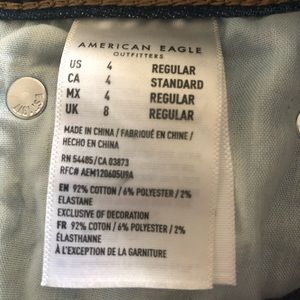 AMERICAN EAGLE
OUTFITTERS
US 4 REGULAR
CA 4 STANDARD
MX 4 REGULAR
UK 8 REGULAR
MADE IN CHINA / FABRIQUÉ EN CHINE /
HECHO EN CHINA
RN 54485/ CA 03873
RFC# AEM120605U9A
EN 92% COTTON / 6% POLYESTER / 2%
ELASTANE
EXCLUSIVE OF DECORATION
FR 92% COTTON / 6% POLYESTER / 2%
ÉLASTHANNE
À L'EXCEPTION DE LA GARNITURE